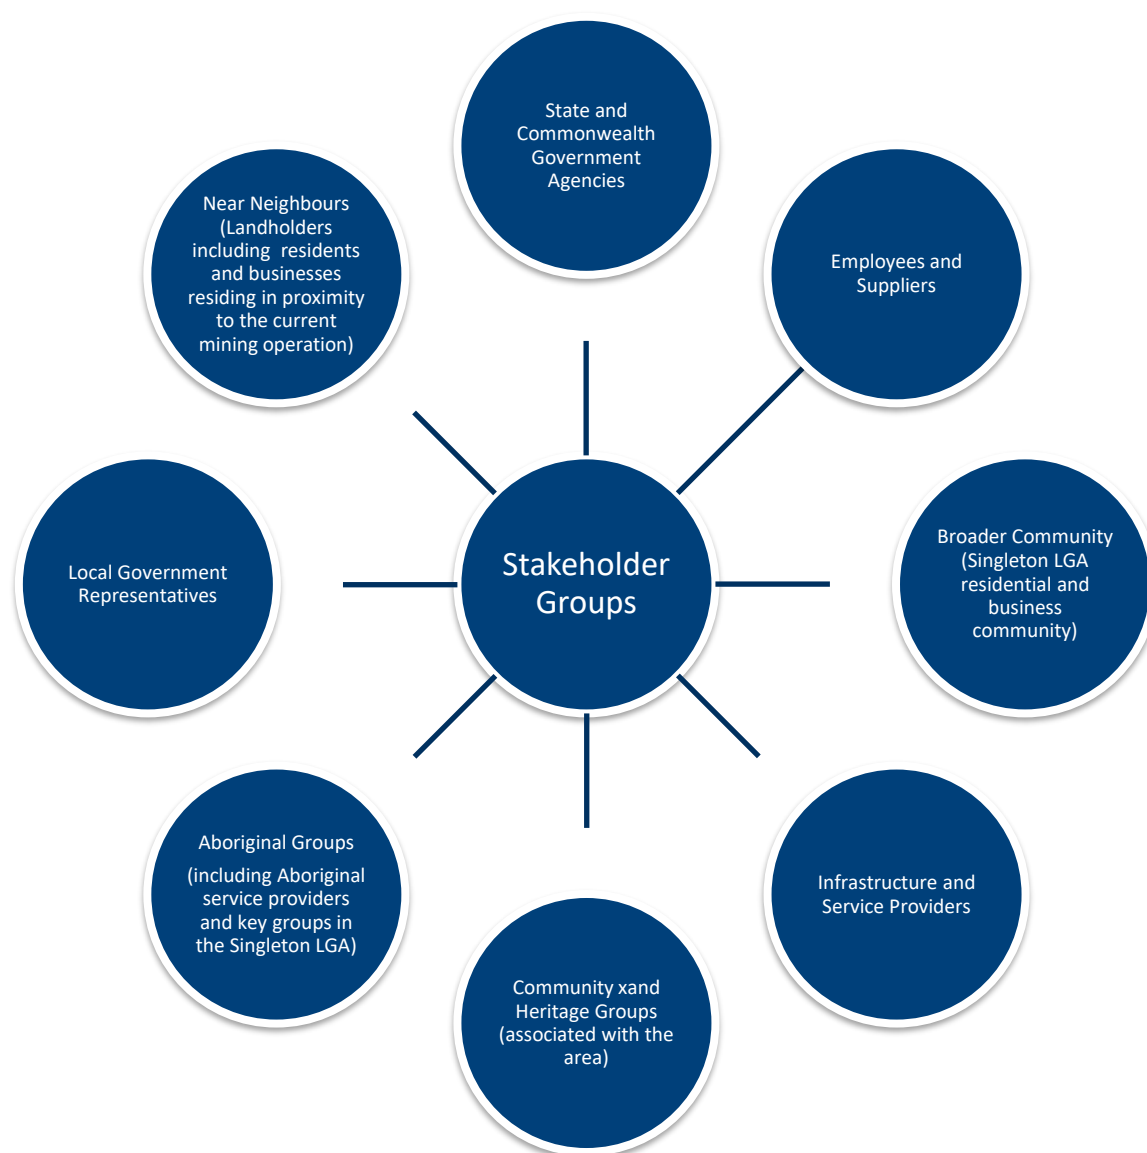 State and
Commonwealth
Government
Agencies
Near Neighbours
(Landholders
including residents
and businesses
residing in proximity
to the current
mining operation)
Employees and
Suppliers
Stakeholder
Groups
Broader Community
(Singleton LGA
residential and
business
community)
Local Government
Representatives
Aboriginal Groups
(including Aboriginal
service providers
and key groups in
the Singleton LGA)
Infrastructure and
Service Providers
Community xand
Heritage Groups
(associated with the
area)